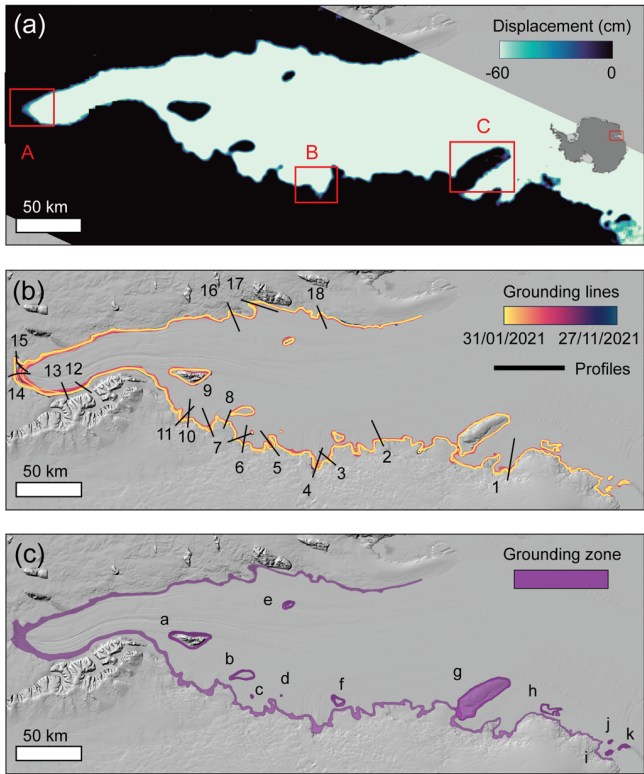 (a)
Displacement (cm)
-60 0
A
B
C
50 km
(b)
17
16
18
Grounding lines
31/01/2021 27/11/2021
Profiles
15
13 12
14
9
8
11
10
7
6
5
4
3
2
1
50 km
(c)
Grounding zone
e
a
b
c
d
f
g
h
j
k
i
50 km